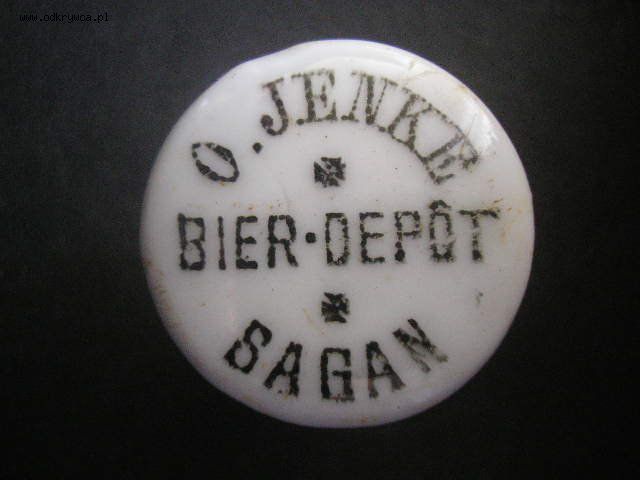 www.odkrywca.pl
O. JENKE
BIER·DEPÔT
SAGAN